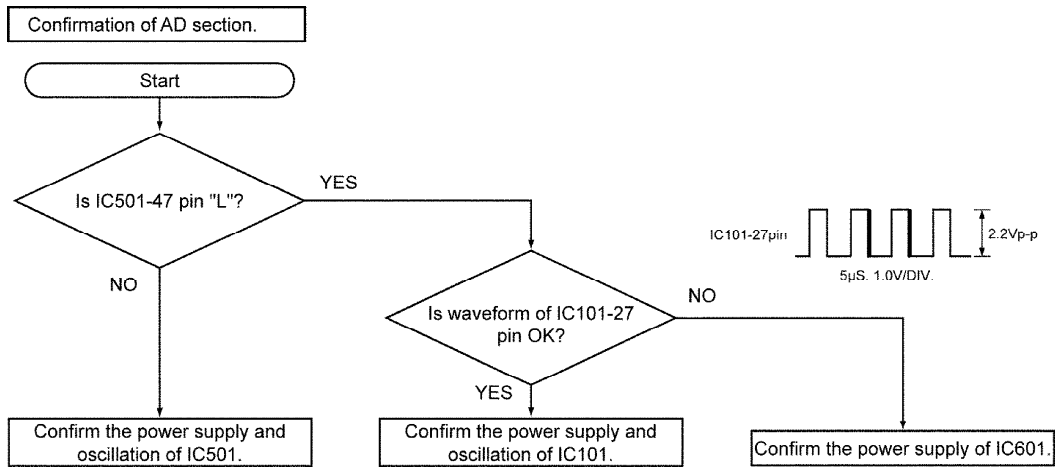 Confirmation of AD section.
Start
Is IC501-47 pin "L"?
YES
NO
IC101-27pin
2.2Vp-p
5µS. 1.0V/DIV.
Is waveform of IC101-27
pin OK?
NO
YES
Confirm the power supply and
oscillation of IC501.
Confirm the power supply and
oscillation of IC101.
Confirm the power supply of IC601.